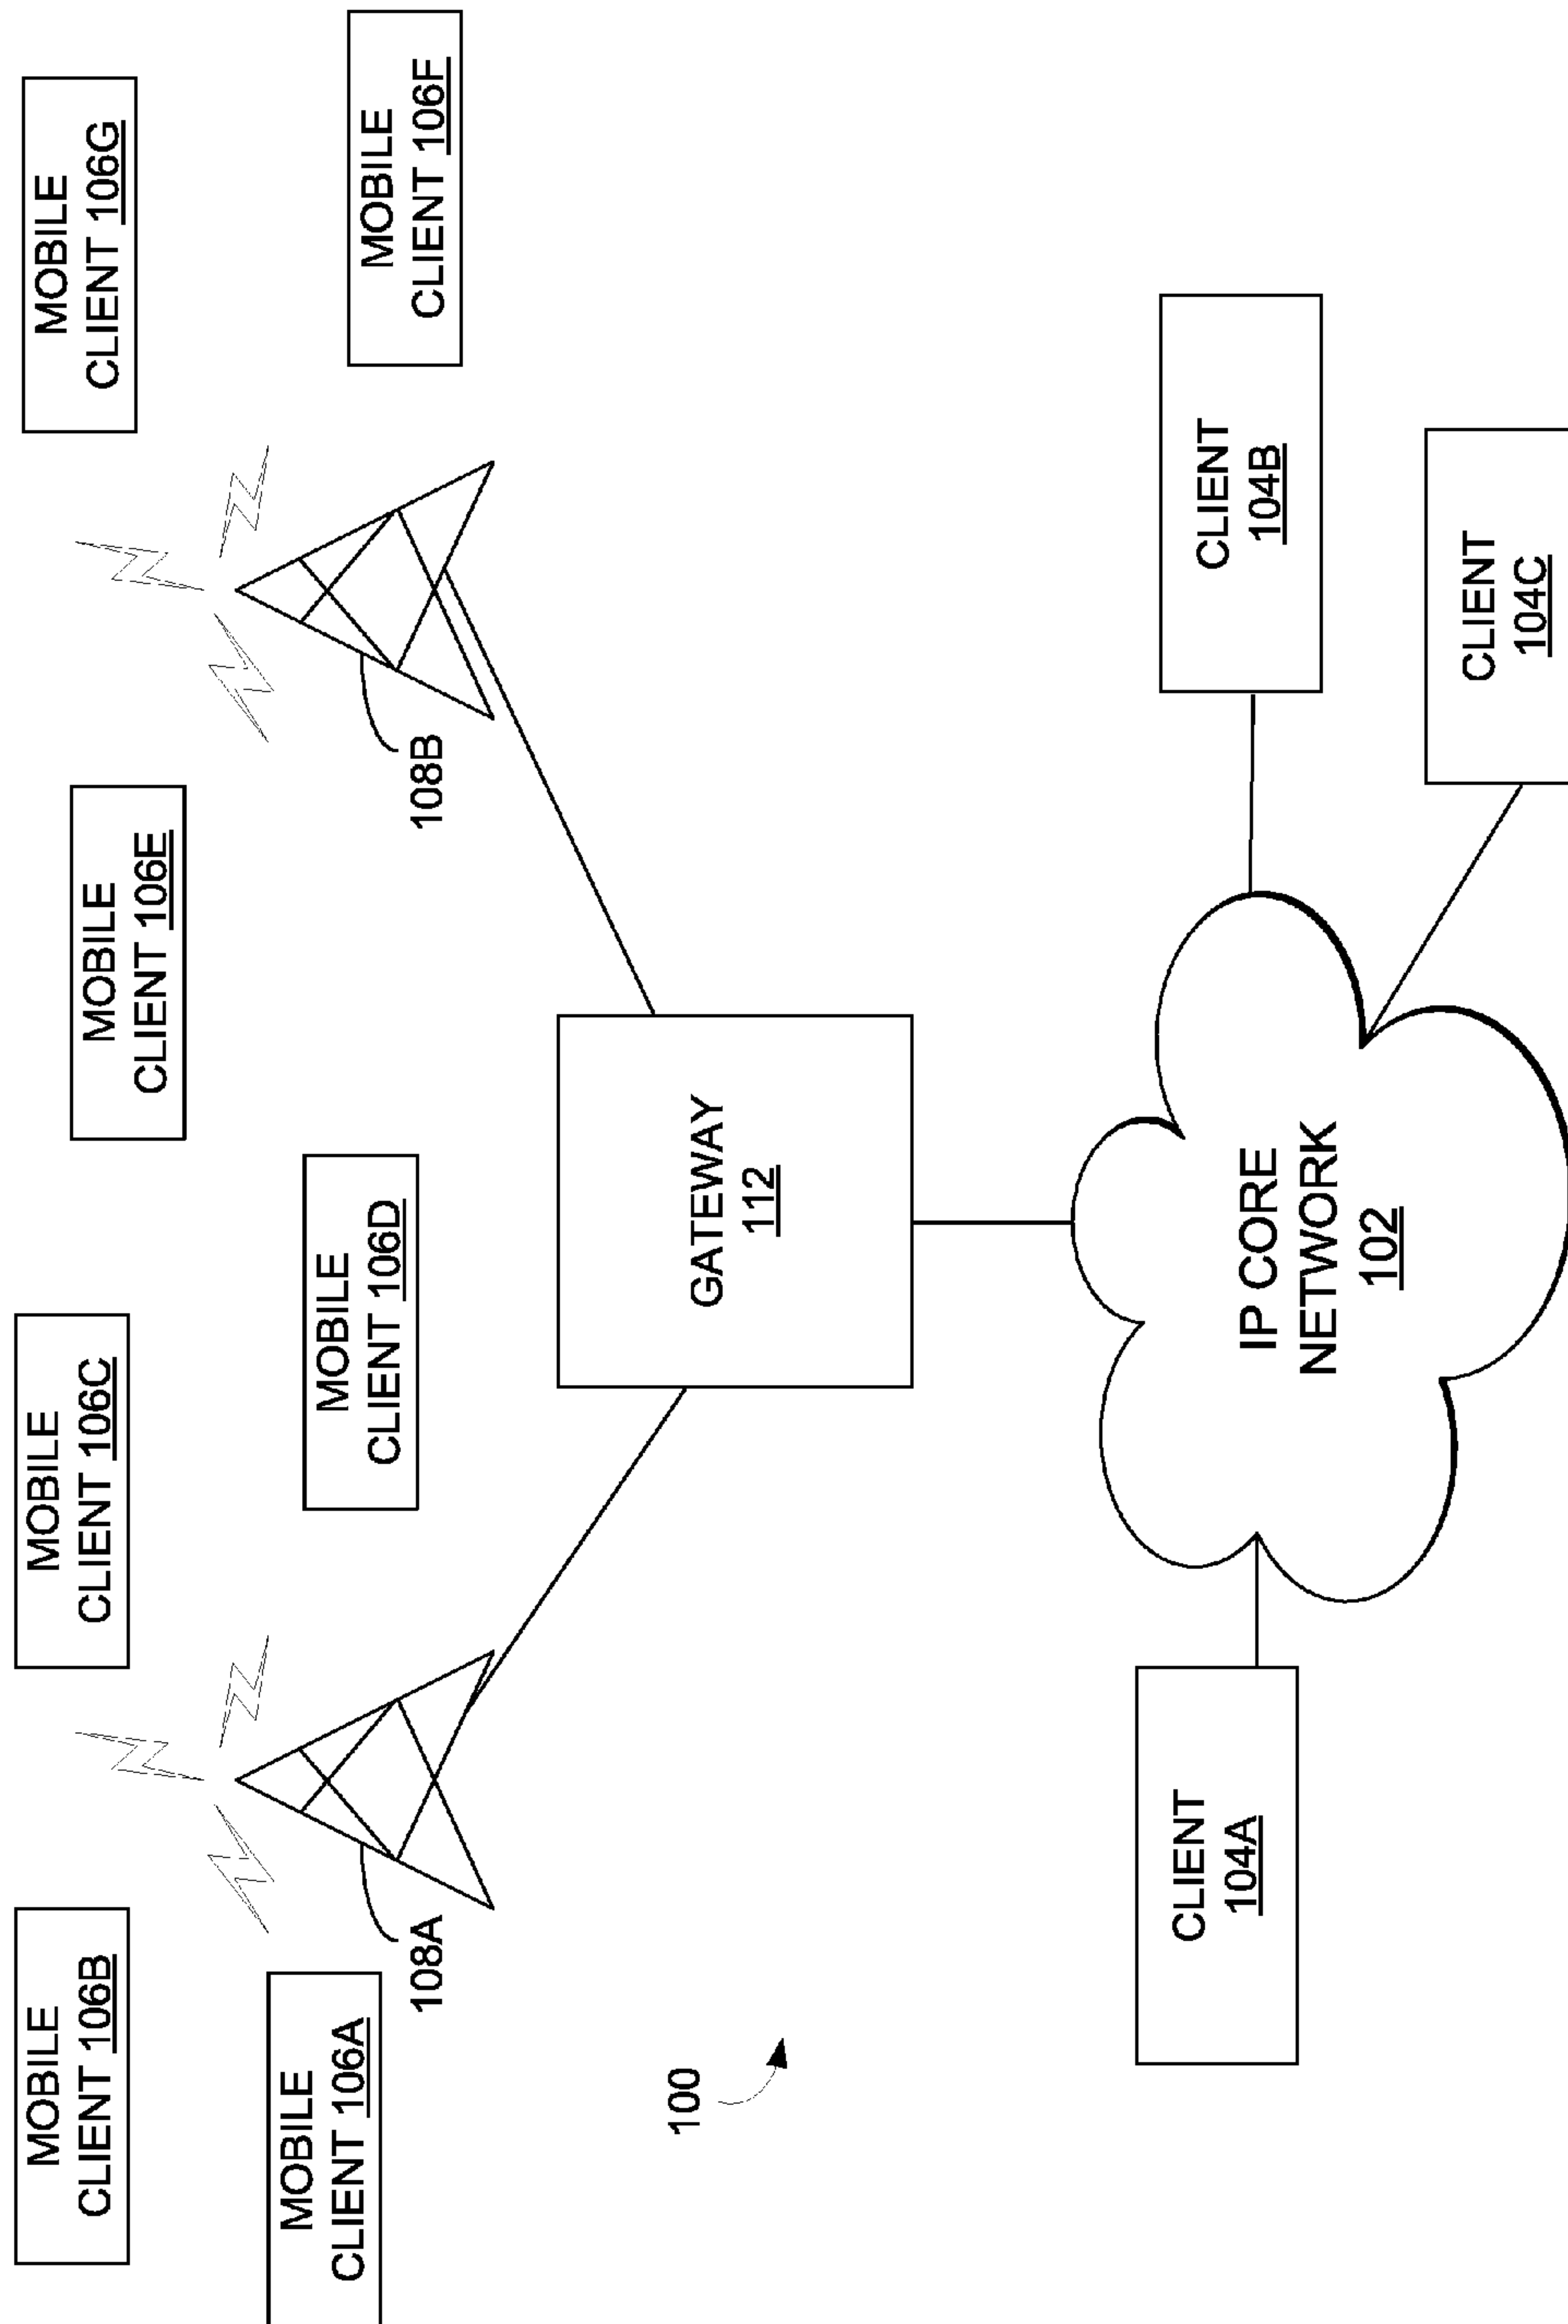 MOBILE
CLIENT 106B
MOBILE
CLIENT 106C
MOBILE
CLIENT 106E
MOBILE
CLIENT 106G
MOBILE
CLIENT 106A
MOBILE
CLIENT 106D
MOBILE
CLIENT 106F
108A
108B
100
GATEWAY
112
CLIENT
104A
IP CORE
NETWORK
102
CLIENT
104B
CLIENT
104C